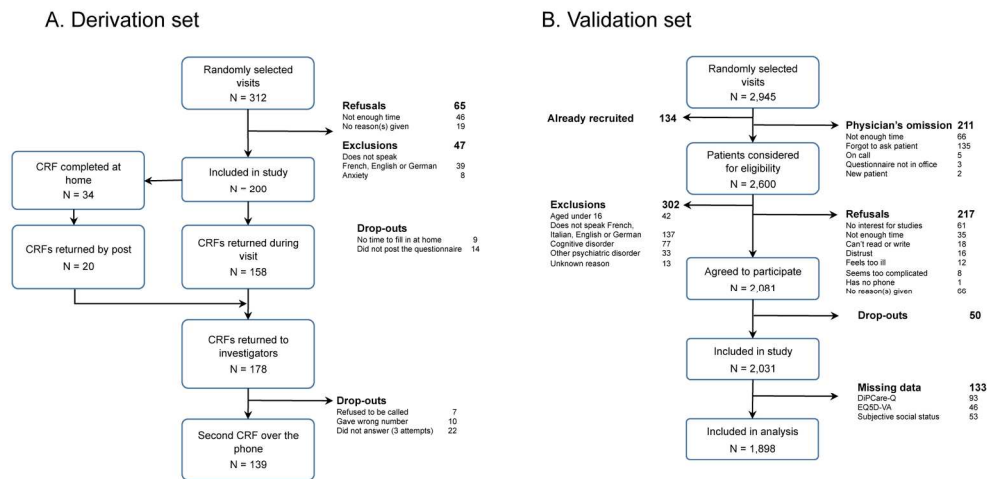 A. Derivation set
Randomly selected
visits
N = 312
Refusals 65
Not enough time 46
No reason(s) given 19
Exclusions 47
Does not speak
French, English or German 39
Anxiety 8
CRF completed at
home
N = 34
Included in study
N = 200
Drop-outs
No time to fill in at home 9
Did not post the questionnaire 14
CRFs returned by post
N = 20
CRFs returned during
visit
N = 158
CRFs returned to
investigators
N = 178
Drop-outs
Refused to be called 7
Gave wrong number 10
Did not answer (3 attempts) 22
Second CRF over the
phone
N = 139
B. Validation set
Randomly selected
visits
N = 2,945
Already recruited 134
Physician's omission 211
Not enough time 66
Forgot to ask patient 135
On call 5
Questionnaire not in office 3
New patient 2
Patients considered
for eligibility
N = 2,600
Exclusions 302
Aged under 16 42
Does not speak French,
Italian, English or German 137
Cognitive disorder 77
Other psychiatric disorder 33
Unknown reason 13
Refusals 217
No interest for studies 61
Not enough time 35
Can't read or write 18
Distrust 16
Feels too ill 12
Seems too complicated 8
Has no phone 1
No reason(s) given 66
Agreed to participate
N = 2,081
Drop-outs 50
Included in study
N = 2,031
Missing data 133
DiPCare-Q 93
EQ5D-VA 46
Subjective social status 53
Included in analysis
N = 1,898